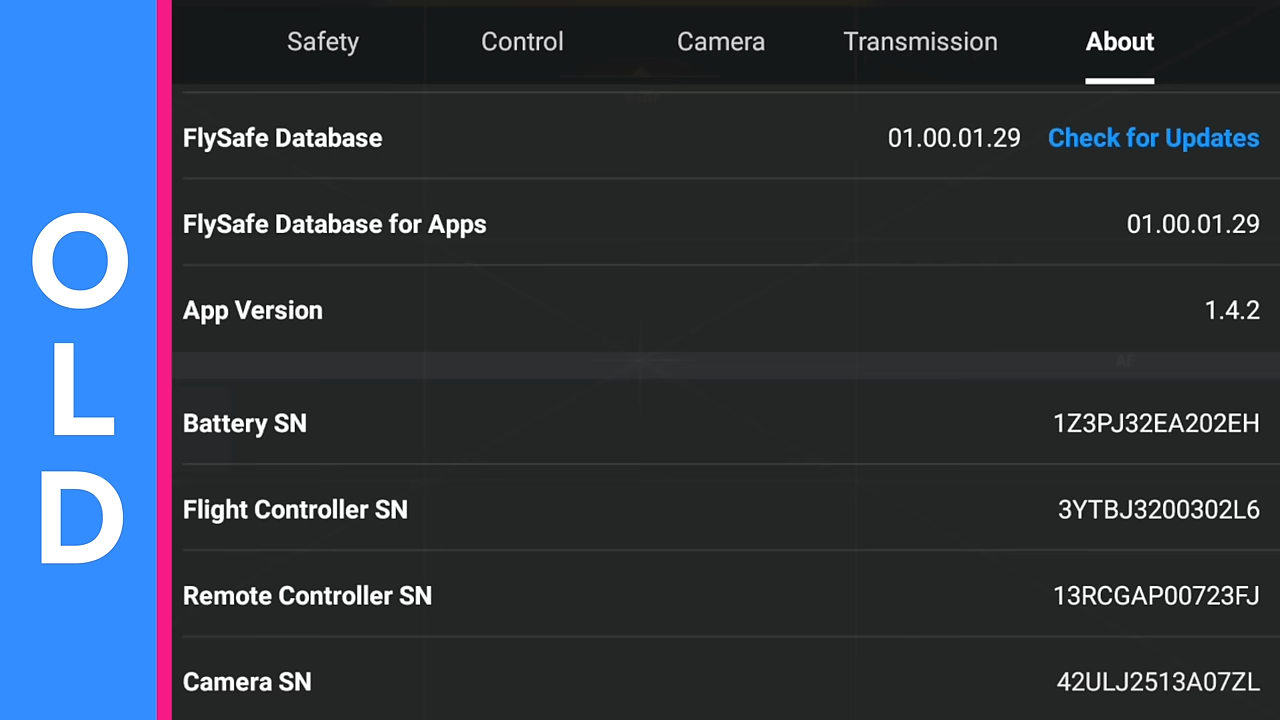 OLD
Safety Control Camera Transmission About
FlySafe Database 01.00.01.29 Check for Updates
FlySafe Database for Apps 01.00.01.29
App Version 1.4.2
Battery SN 1Z3PJ32EA202EH
Flight Controller SN 3YTBJ3200302L6
Remote Controller SN 13RCGAP00723FJ
Camera SN 42ULJ2513A07ZL